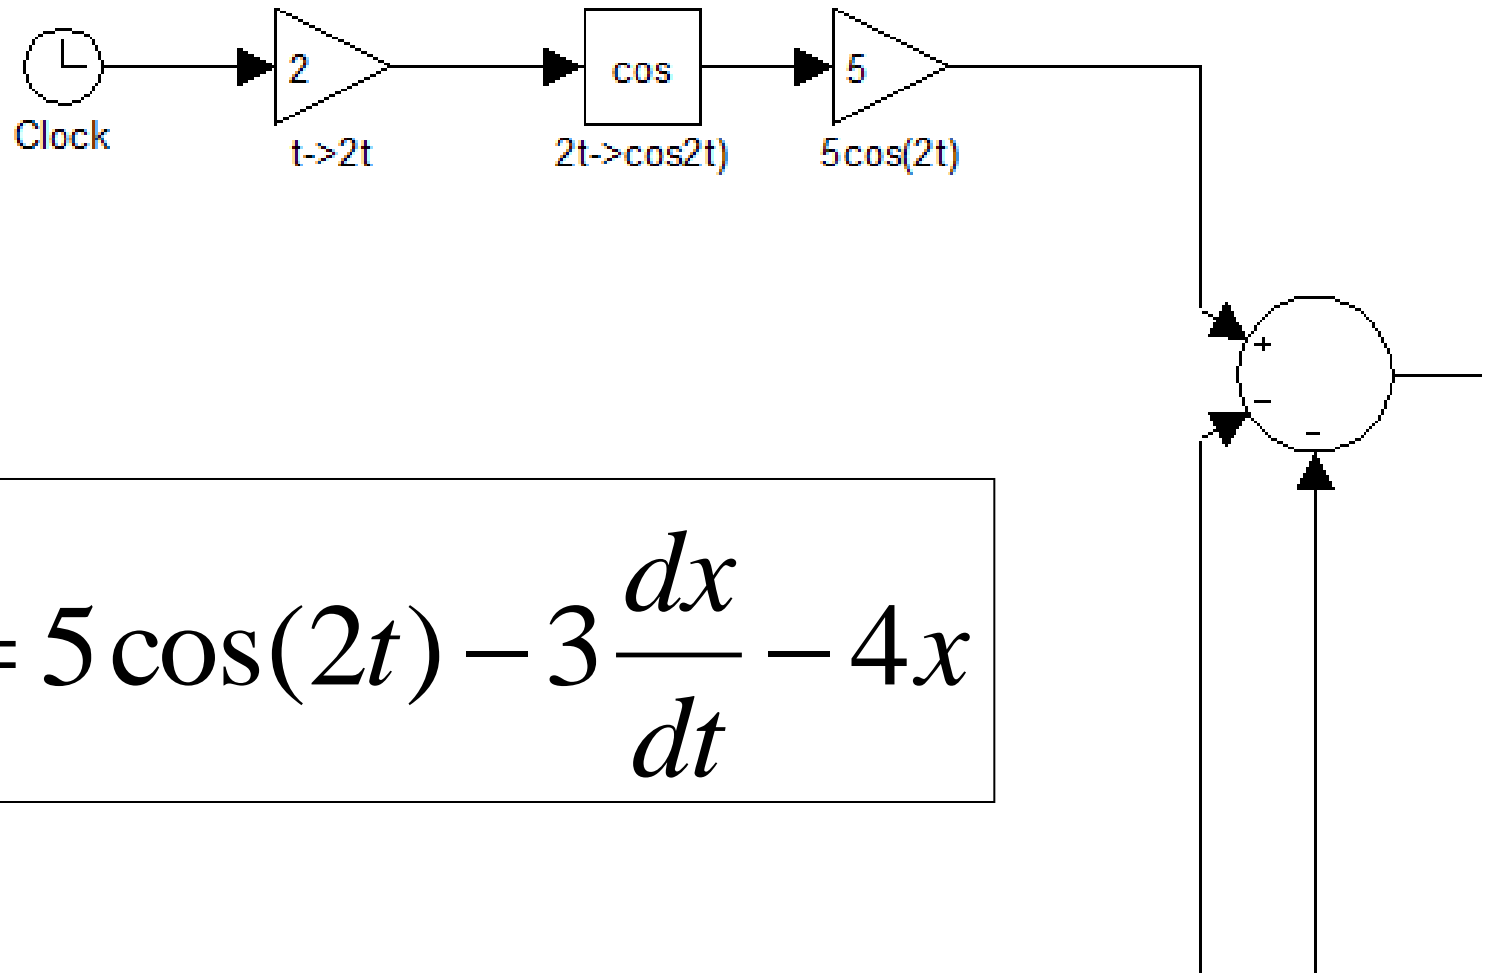 2
cos
5
Clock
t->2t
2t->cos2t)
5cos(2t)
+
−
−
= 5cos(2t) − 3 dx/dt − 4x